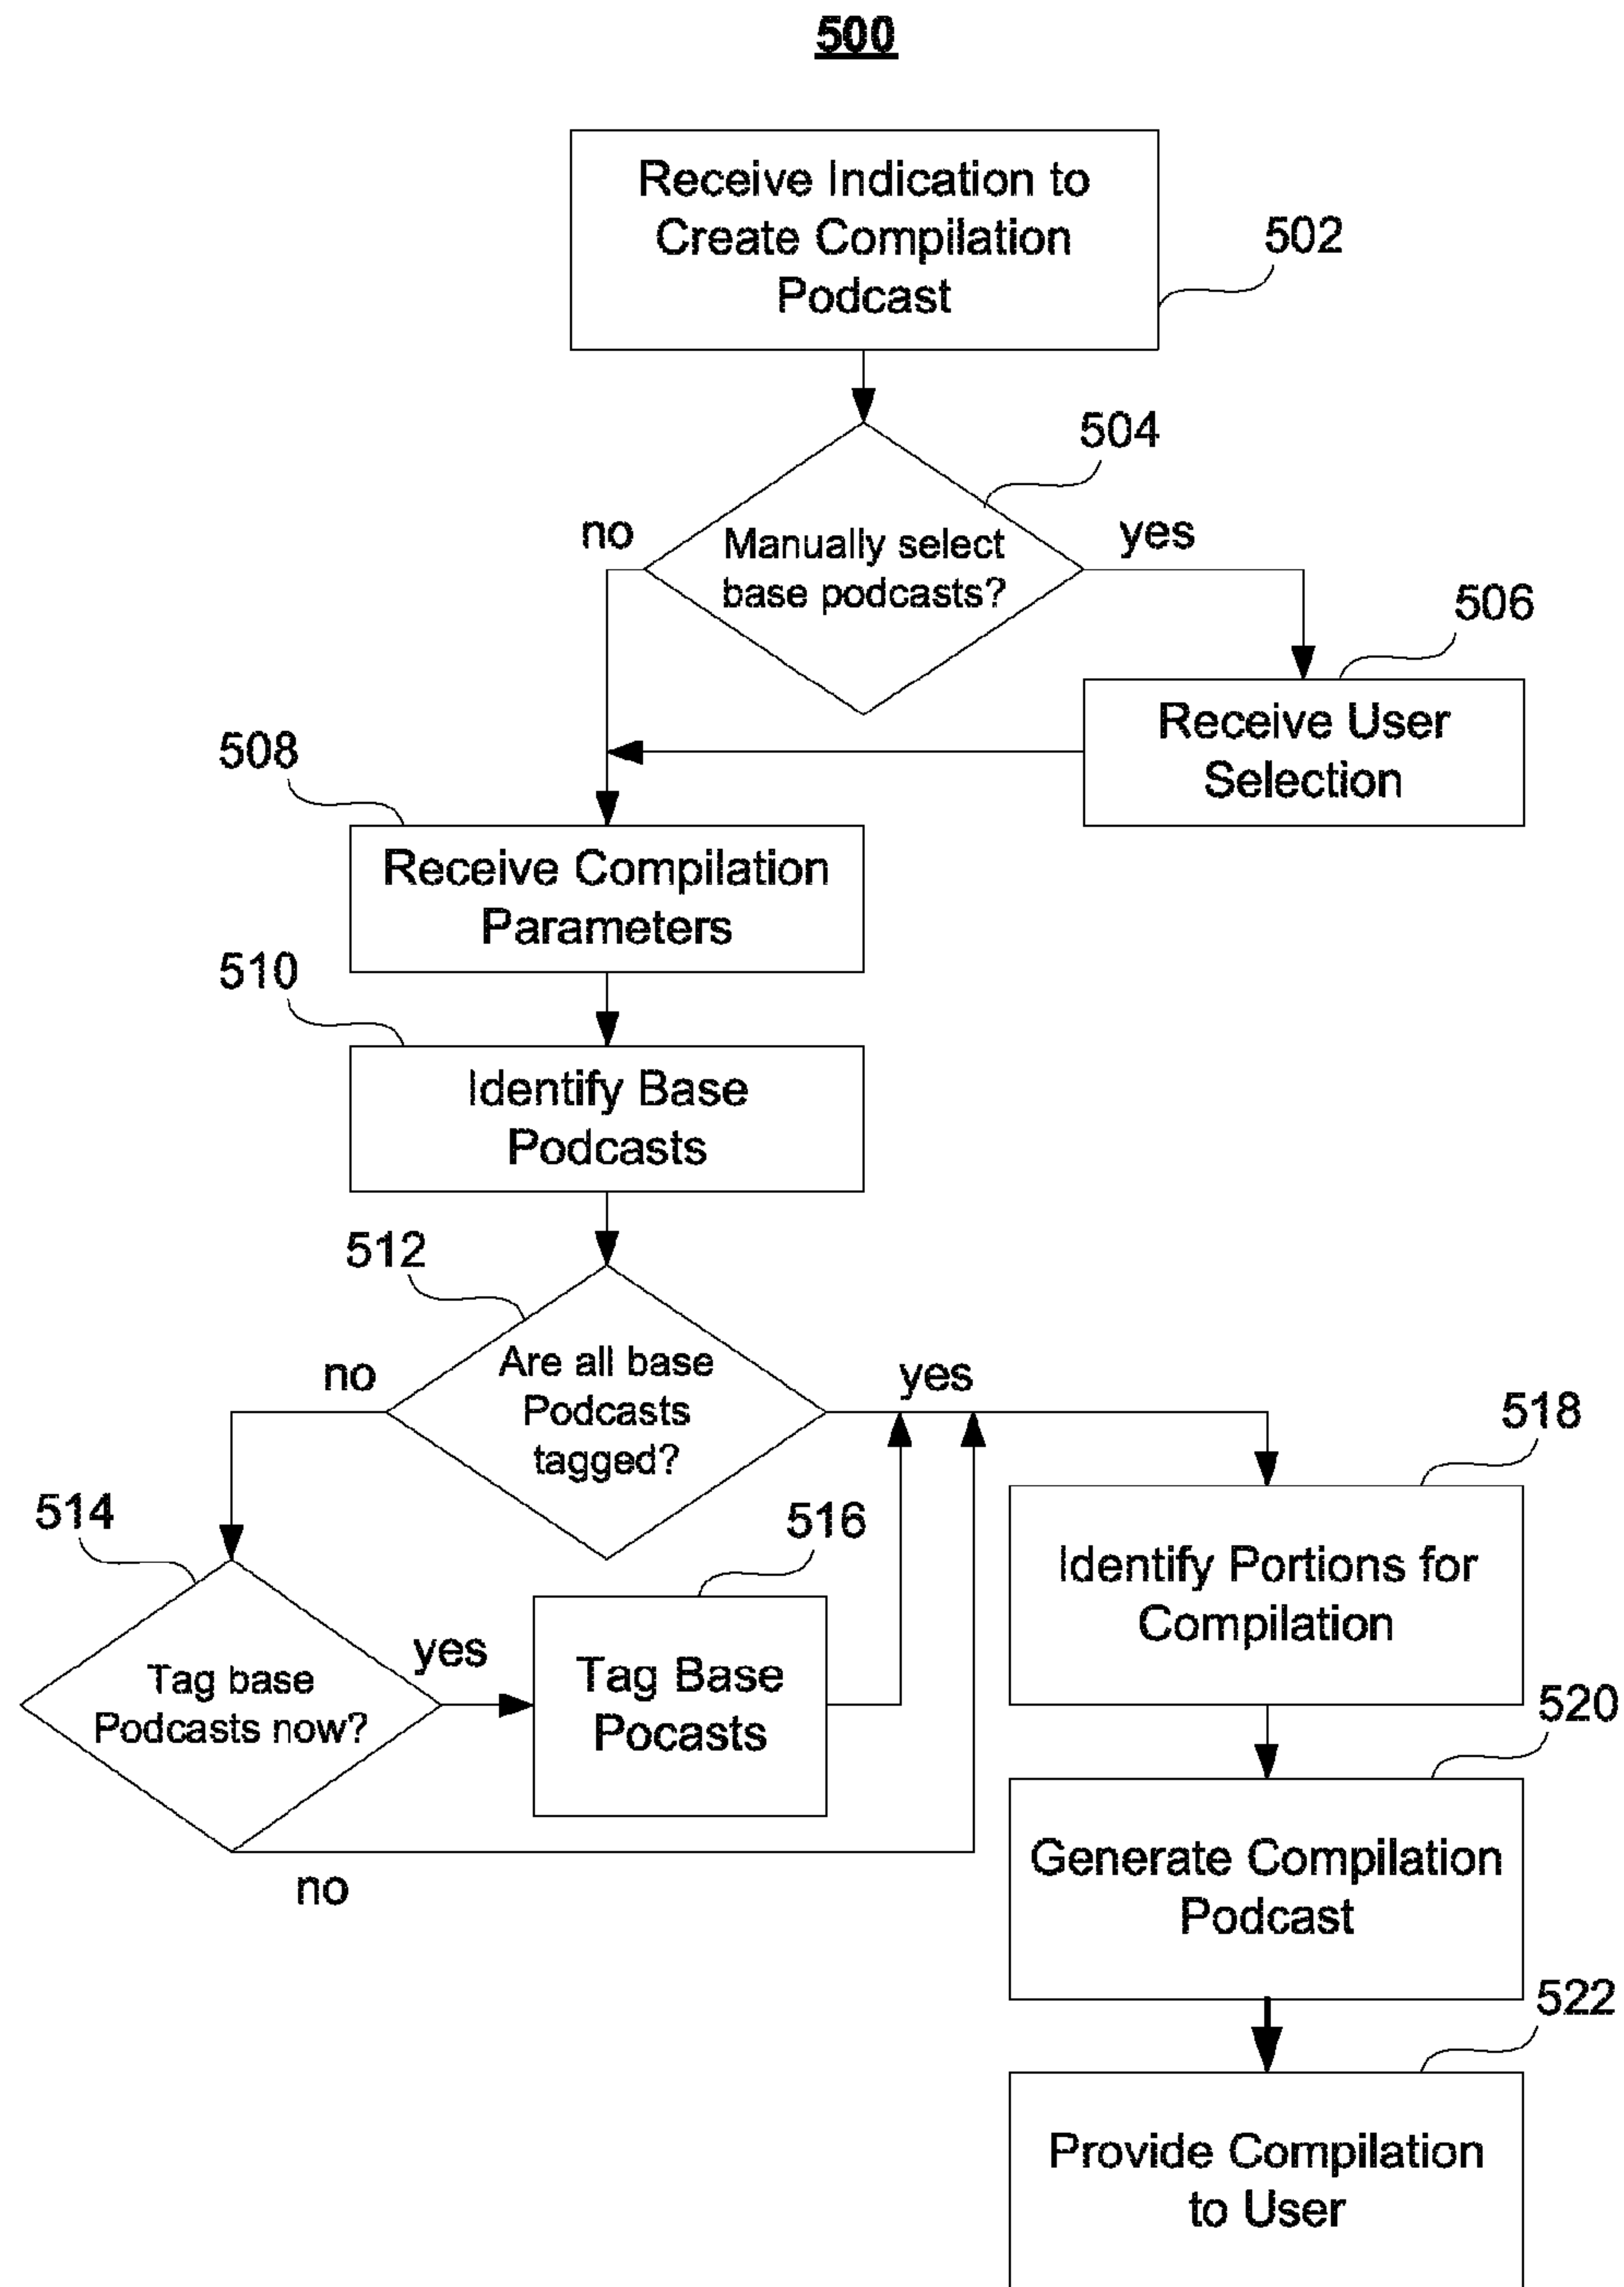 500
Receive Indication to
Create Compilation
Podcast
502
504
no
Manually select
base podcasts?
yes
506
Receive User
Selection
508
Receive Compilation
Parameters
510
Identify Base
Podcasts
512
no
Are all base
Podcasts
tagged?
yes
514
Tag base
Podcasts now?
yes
no
516
Tag Base
Pocasts
518
Identify Portions for
Compilation
520
Generate Compilation
Podcast
522
Provide Compilation
to User